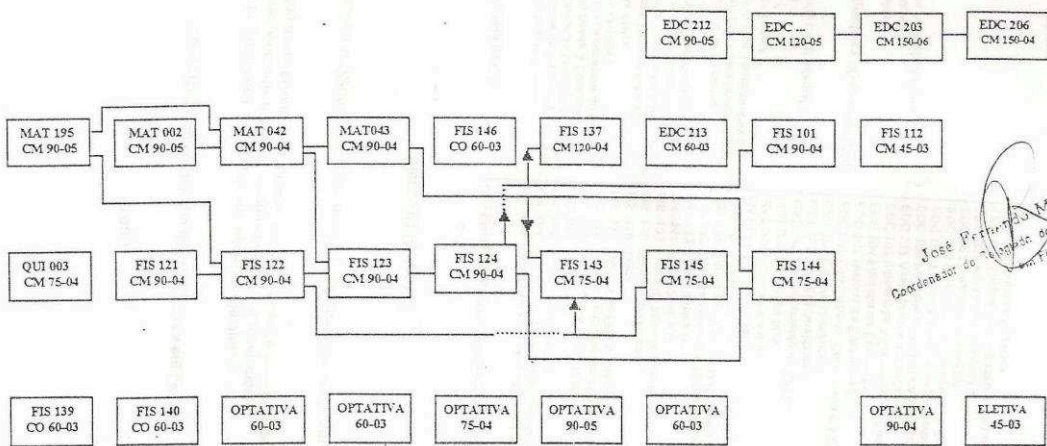 EDC 212
CM 90-05
EDC ...
CM 120-05
EDC 203
CM 150-06
EDC 206
CM 150-04
MAT 195
CM 90-05
MAT 002
CM 90-05
MAT 042
CM 90-04
MAT043
CM 90-04
FIS 146
CO 60-03
FIS 137
CM 120-04
EDC 213
CM 60-03
FIS 101
CM 90-04
FIS 112
CM 45-03
José
Coordenador do
QUI 003
CM 75-04
FIS 121
CM 90-04
FIS 122
CM 90-04
FIS 123
CM 90-04
FIS 124
CM 90-04
FIS 143
CM 75-04
FIS 145
CM 75-04
FIS 144
CM 75-04
FIS 139
CO 60-03
FIS 140
CO 60-03
OPTATIVA
60-03
OPTATIVA
60-03
OPTATIVA
75-04
OPTATIVA
90-05
OPTATIVA
60-03
OPTATIVA
90-04
ELETIVA
45-03